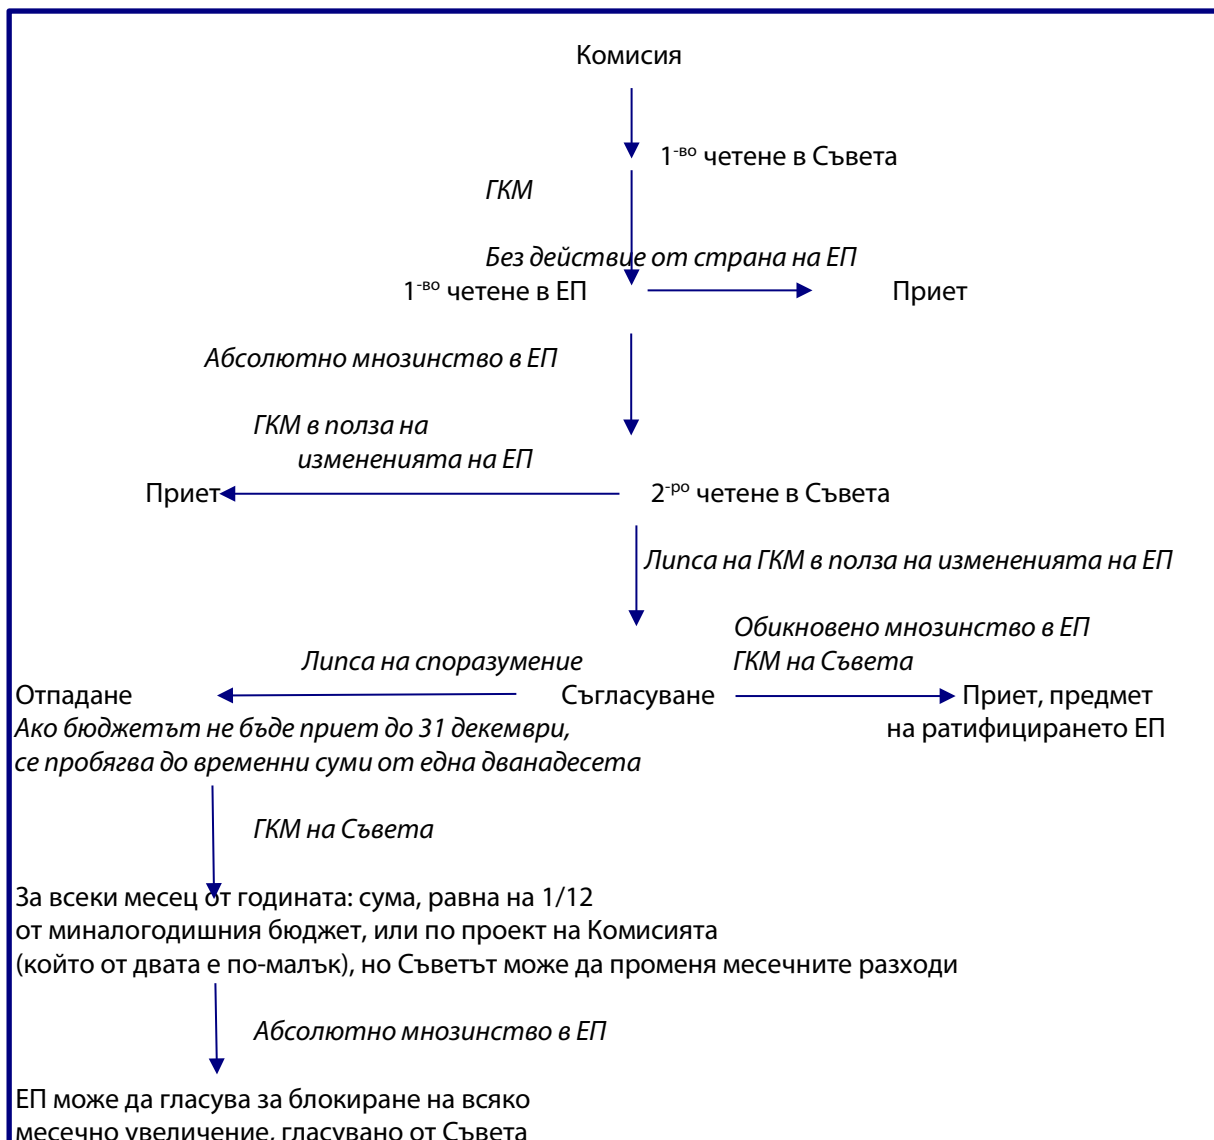 Комисия
1-во четене в Съвета
ГКМ
Без действие от страна на ЕП
1-во четене в ЕП
Приет
Абсолютно мнозинство в ЕП
ГКМ в полза на
измененията на ЕП
Приет
2-ро четене в Съвета
Липса на ГКМ в полза на измененията на ЕП
Обикновено мнозинство в ЕП
ГКМ на Съвета
Липса на споразумение
Отпадане
Съгласуване
Приет, предмет
на ратифицирането ЕП
Ако бюджетът не бъде приет до 31 декември,
се пробягва до временни суми от една дванадесета
ГКМ на Съвета
За всеки месец от годината: сума, равна на 1/12
от миналогодишния бюджет, или по проект на Комисията
(който от двата е по-малък), но Съветът може да променя месечните разходи
Абсолютно мнозинство в ЕП
ЕП може да гласува за блокиране на всяко
месечно увеличение, гласувано от Съвета